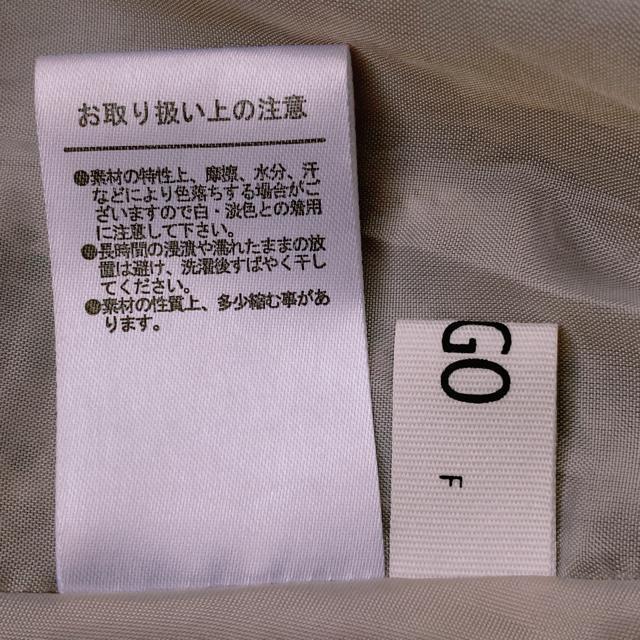 お取り扱い上の注意
●素材の特性上、摩擦、水分、汗
などにより色落ちする場合がご
ざいますので白・淡色との着用
に注意して下さい。
●長時間の浸漬や濡れたままの放
置は避け、洗濯後すばやく干し
てください。
●素材の性質上、多少縮む事があ
ります。
GO
F